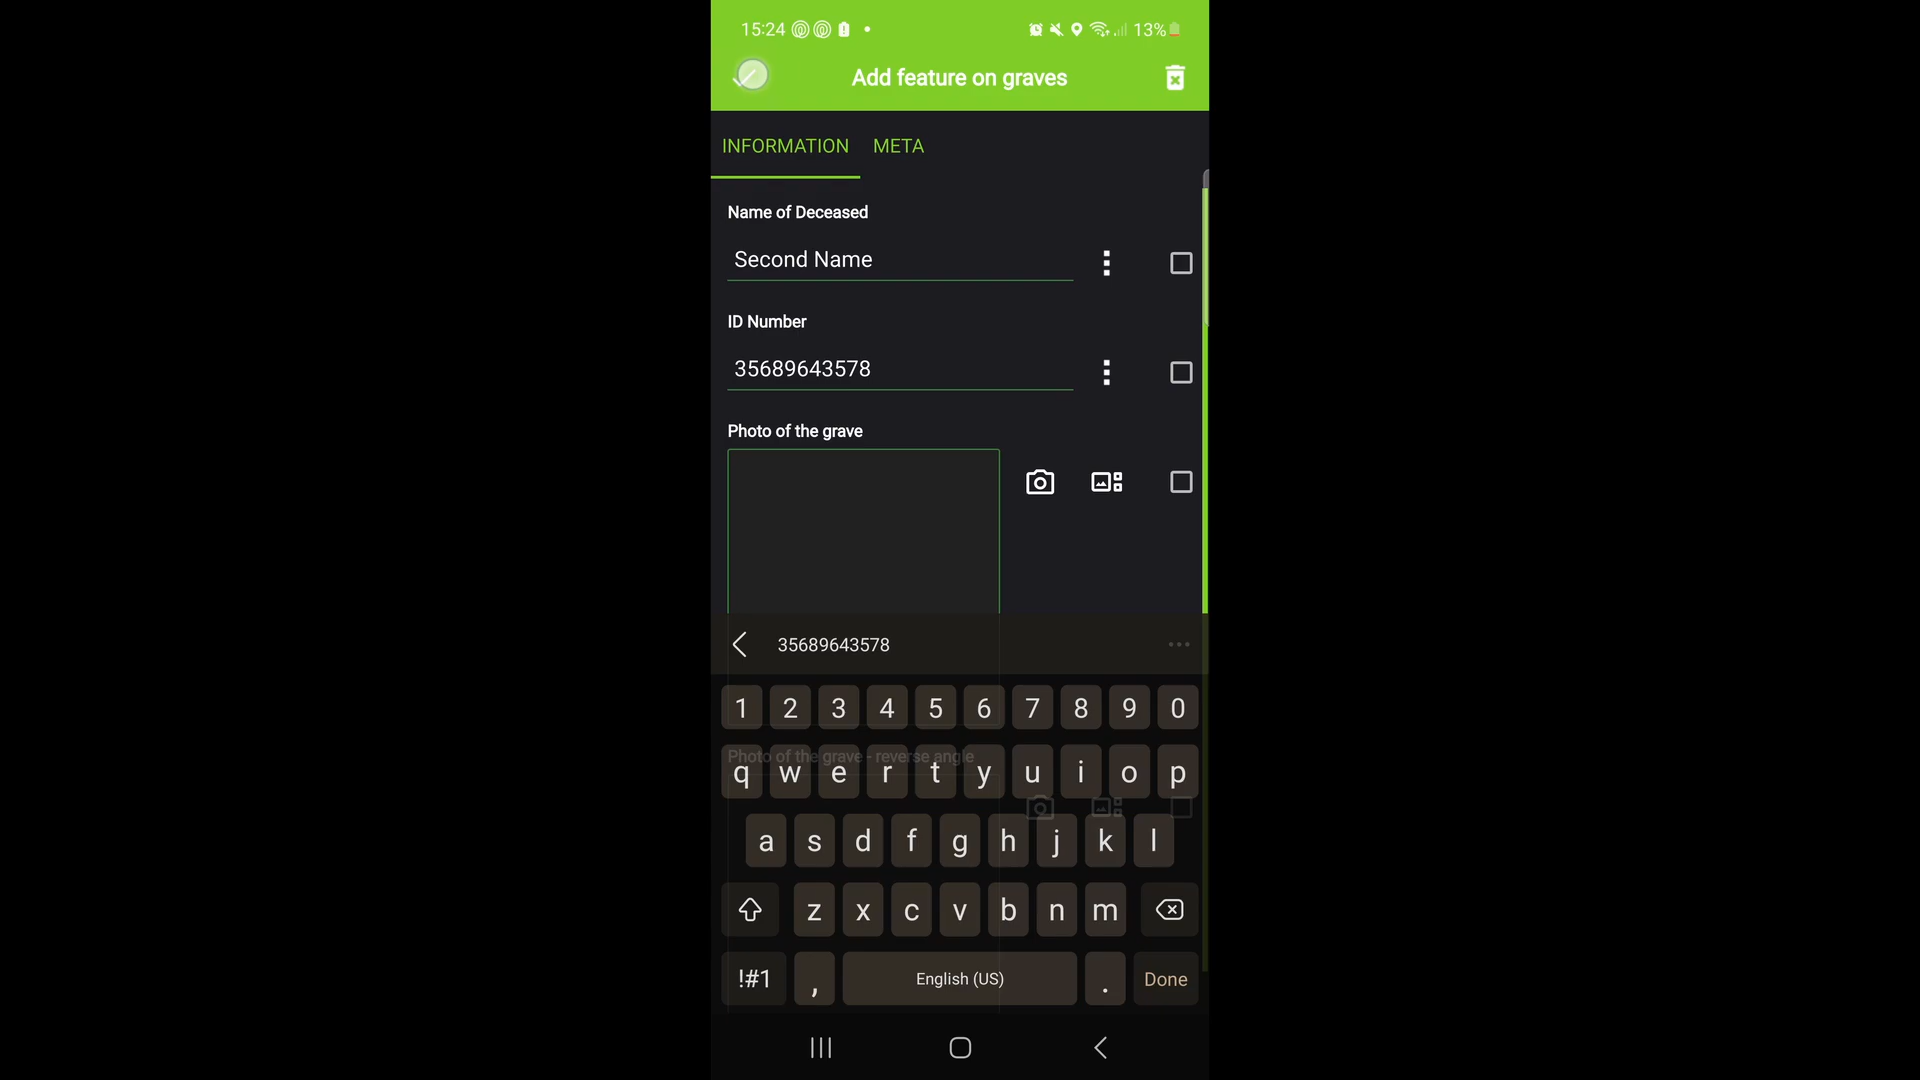 15:24
13%
Add feature on graves
INFORMATION META
Name of Deceased
Second Name
ID Number
35689643578
Photo of the grave
35689643578
1 2 3 4 5 6 7 8 9 0
Photo of the grave - reverse angle
q w e r t y u i o p
a s d f g h j k l
z x c v b n m
!#1 , English (US) . Done